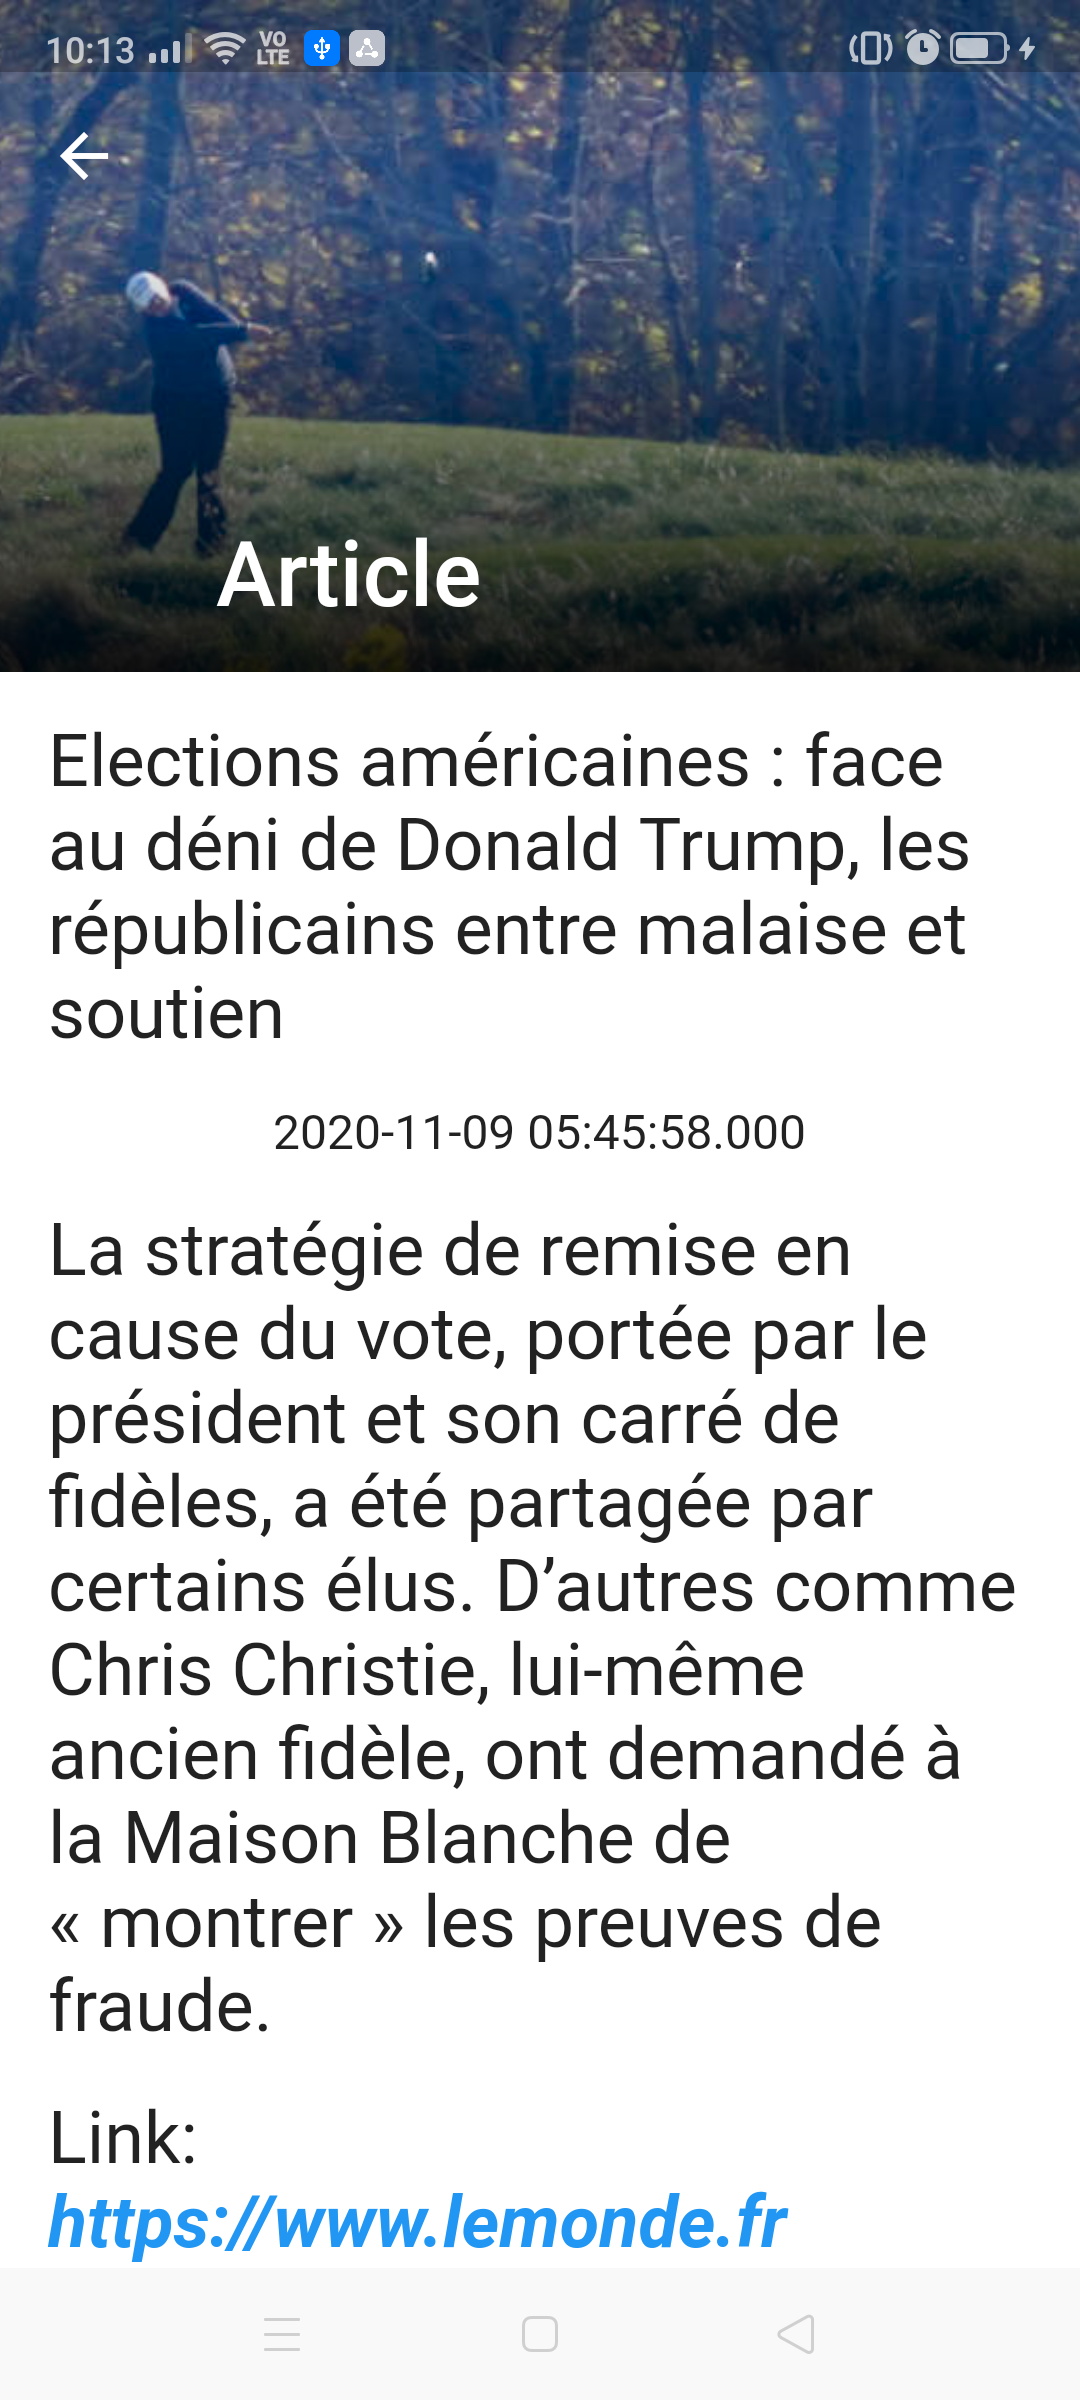 10:13 VO LTE
Article
Elections américaines : face
au déni de Donald Trump, les
républicains entre malaise et
soutien
2020-11-09 05:45:58.000
La stratégie de remise en
cause du vote, portée par le
président et son carré de
fidèles, a été partagée par
certains élus. D’autres comme
Chris Christie, lui-même
ancien fidèle, ont demandé à
la Maison Blanche de
« montrer » les preuves de
fraude.
Link:
https://www.lemonde.fr